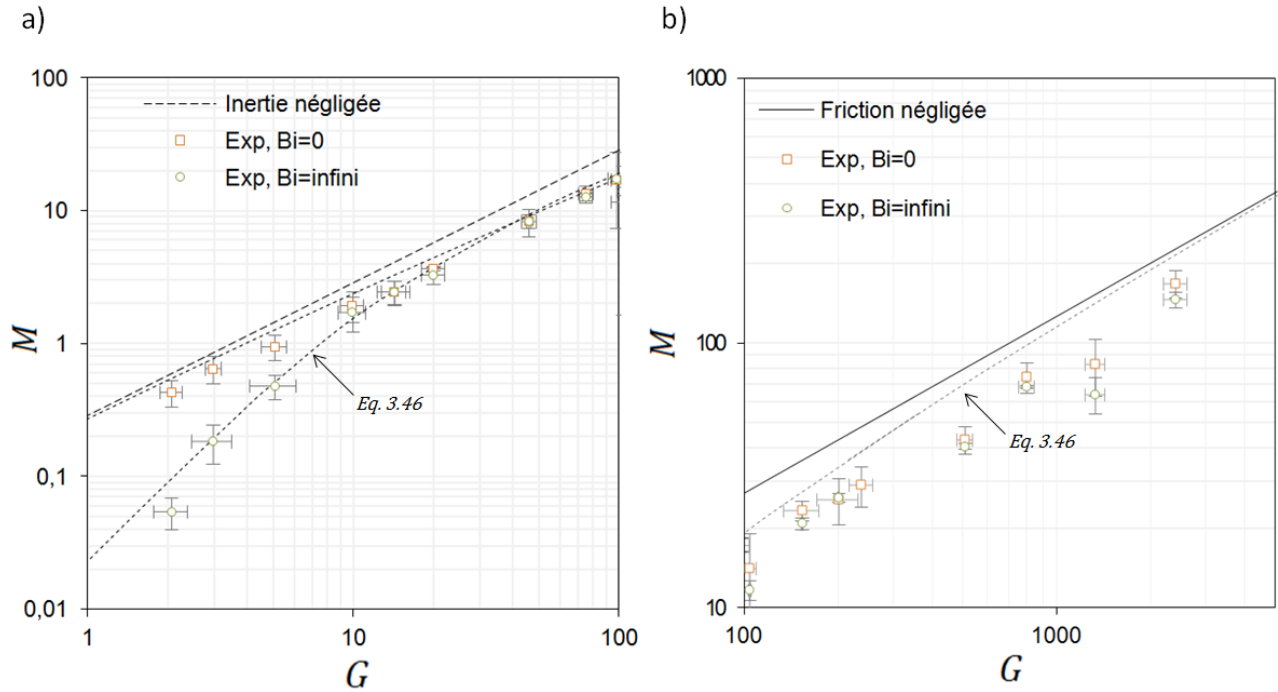 a)
100
10
1
0,1
0,01
M
Inertie négligée
Exp, Bi=0
Exp, Bi=infini
Eq. 3.46
1
10
100
G
b)
1000
100
10
M
Friction négligée
Exp, Bi=0
Exp, Bi=infini
Eq. 3.46
100
1000
G